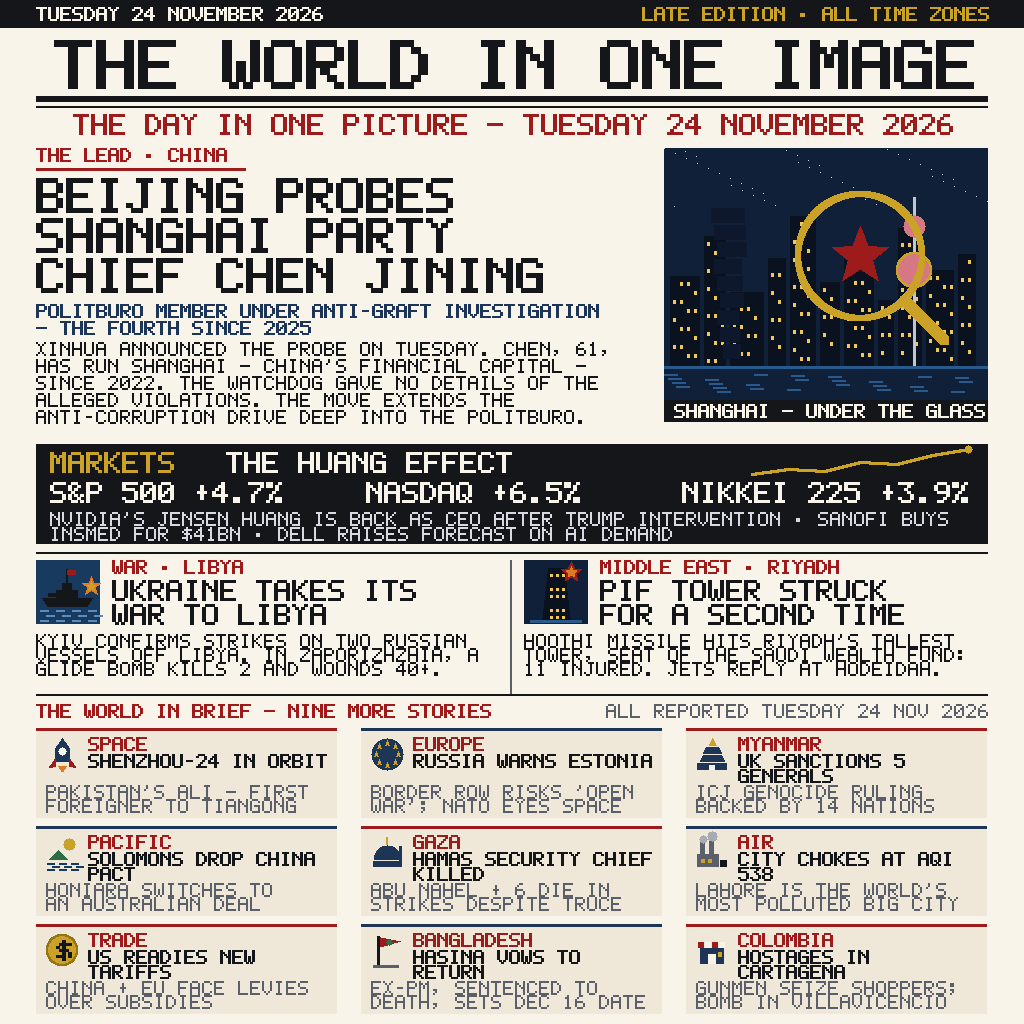 TUESDAY 24 NOVEMBER 2026
LATE EDITION · ALL TIME ZONES
THE WORLD IN ONE IMAGE
THE DAY IN ONE PICTURE – TUESDAY 24 NOVEMBER 2026
THE LEAD · CHINA
BEIJING PROBES
SHANGHAI PARTY
CHIEF CHEN JINING
POLITBURO MEMBER UNDER ANTI-GRAFT INVESTIGATION
– THE FOURTH SINCE 2025
XINHUA ANNOUNCED THE PROBE ON TUESDAY. CHEN, 61,
HAS RUN SHANGHAI – CHINA'S FINANCIAL CAPITAL –
SINCE 2022. THE WATCHDOG GAVE NO DETAILS OF THE
ALLEGED VIOLATIONS. THE MOVE EXTENDS THE
ANTI-CORRUPTION DRIVE DEEP INTO THE POLITBURO.
SHANGHAI – UNDER THE GLASS
MARKETS THE HUANG EFFECT
S&P 500 +4.7% NASDAQ +6.5% NIKKEI 225 +3.9%
NVIDIA'S JENSEN HUANG IS BACK AS CEO AFTER TRUMP INTERVENTION · SANOFI BUYS
INSMED FOR $41BN · DELL RAISES FORECAST ON AI DEMAND
WAR · LIBYA
UKRAINE TAKES ITS
WAR TO LIBYA
KYIV CONFIRMS STRIKES ON TWO RUSSIAN
VESSELS OFF LIBYA. IN ZAPORIZHZHIA, A
GLIDE BOMB KILLS 2 AND WOUNDS 40+.
MIDDLE EAST · RIYADH
PIF TOWER STRUCK
FOR A SECOND TIME
HOOTHI MISSILE HITS RIYADH'S TALLEST
TOWER, SEAT OF THE SAUDI WEALTH FUND:
11 INJURED. JETS REPLY AT HODEIDAH.
THE WORLD IN BRIEF – NINE MORE STORIES
ALL REPORTED TUESDAY 24 NOV 2026
SPACE
SHENZHOU-24 IN ORBIT
PAKISTAN'S ALI – FIRST
FOREIGNER TO TIANGONG
EUROPE
RUSSIA WARNS ESTONIA
BORDER ROW RISKS 'OPEN
WAR'; NATO EYES SPACE
MYANMAR
UK SANCTIONS 5
GENERALS
ICJ GENOCIDE RULING
BACKED BY 14 NATIONS
PACIFIC
SOLOMONS DROP CHINA
PACT
HONIARA SWITCHES TO
AN AUSTRALIAN DEAL
GAZA
HAMAS SECURITY CHIEF
KILLED
ABU NAHEL + 6 DIE IN
STRIKES DESPITE TRUCE
AIR
CITY CHOKES AT AQI
538
LAHORE IS THE WORLD'S
MOST POLLUTED BIG CITY
TRADE
US READIES NEW
TARIFFS
CHINA + EU FACE LEVIES
OVER SUBSIDIES
BANGLADESH
HASINA VOWS TO
RETURN
EX-PM, SENTENCED TO
DEATH, SETS DEC 16 DATE
COLOMBIA
HOSTAGES IN
CARTAGENA
GUNMEN SEIZE SHOPPERS;
BOMB IN VILLAVICENCIO